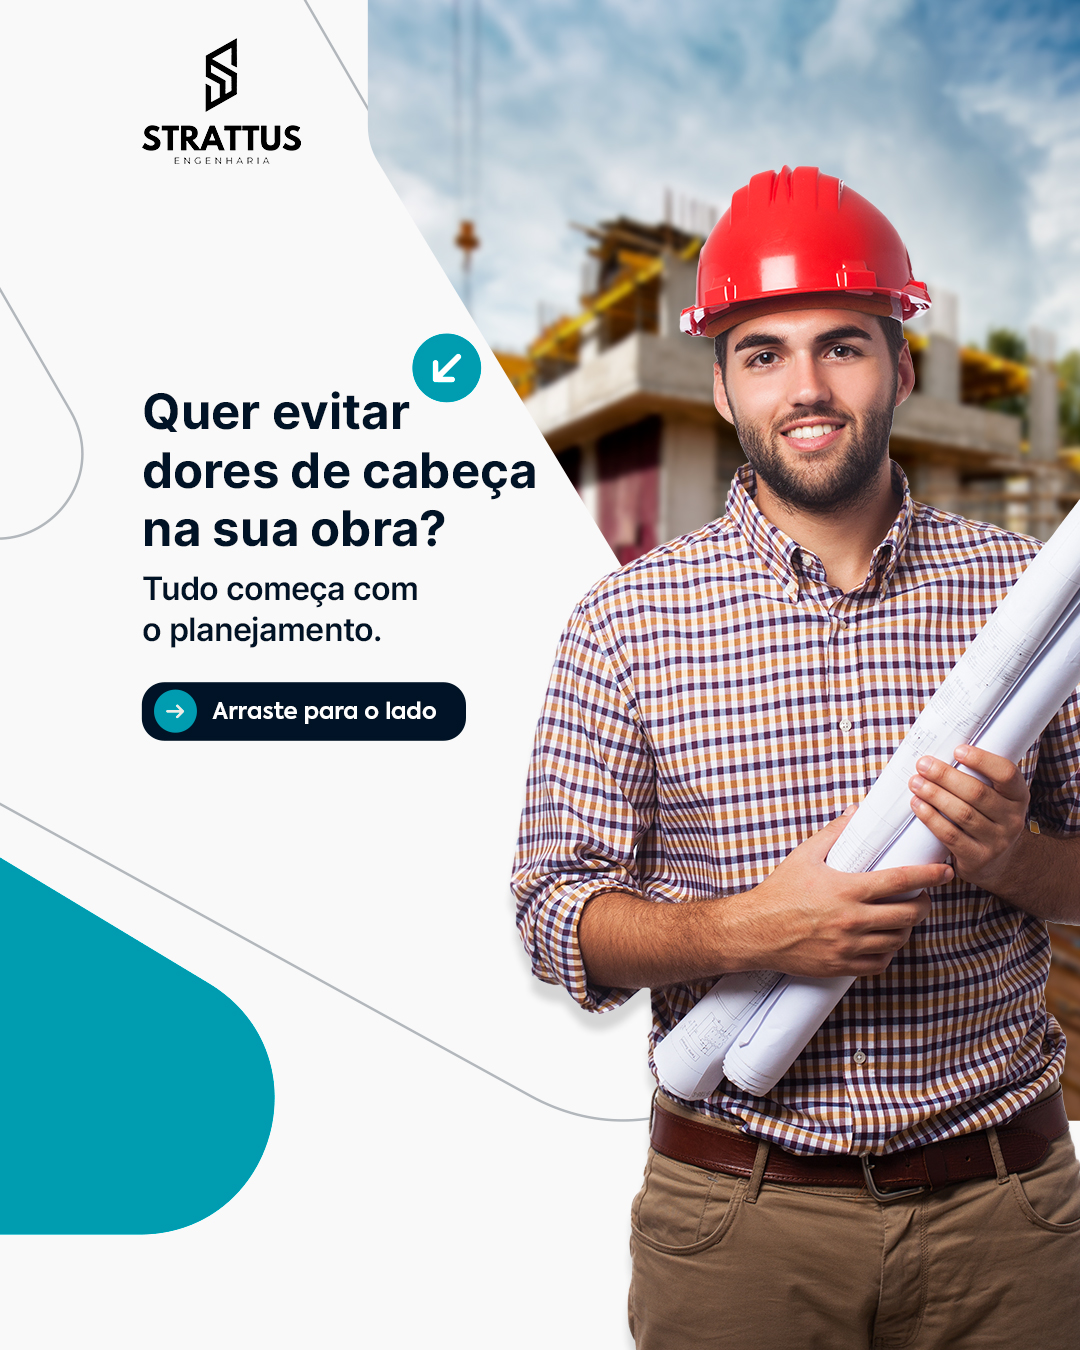 STRATTUS
ENGENHARIA
Quer evitar
dores de cabeça
na sua obra?
Tudo começa com
o planejamento.
Arraste para o lado